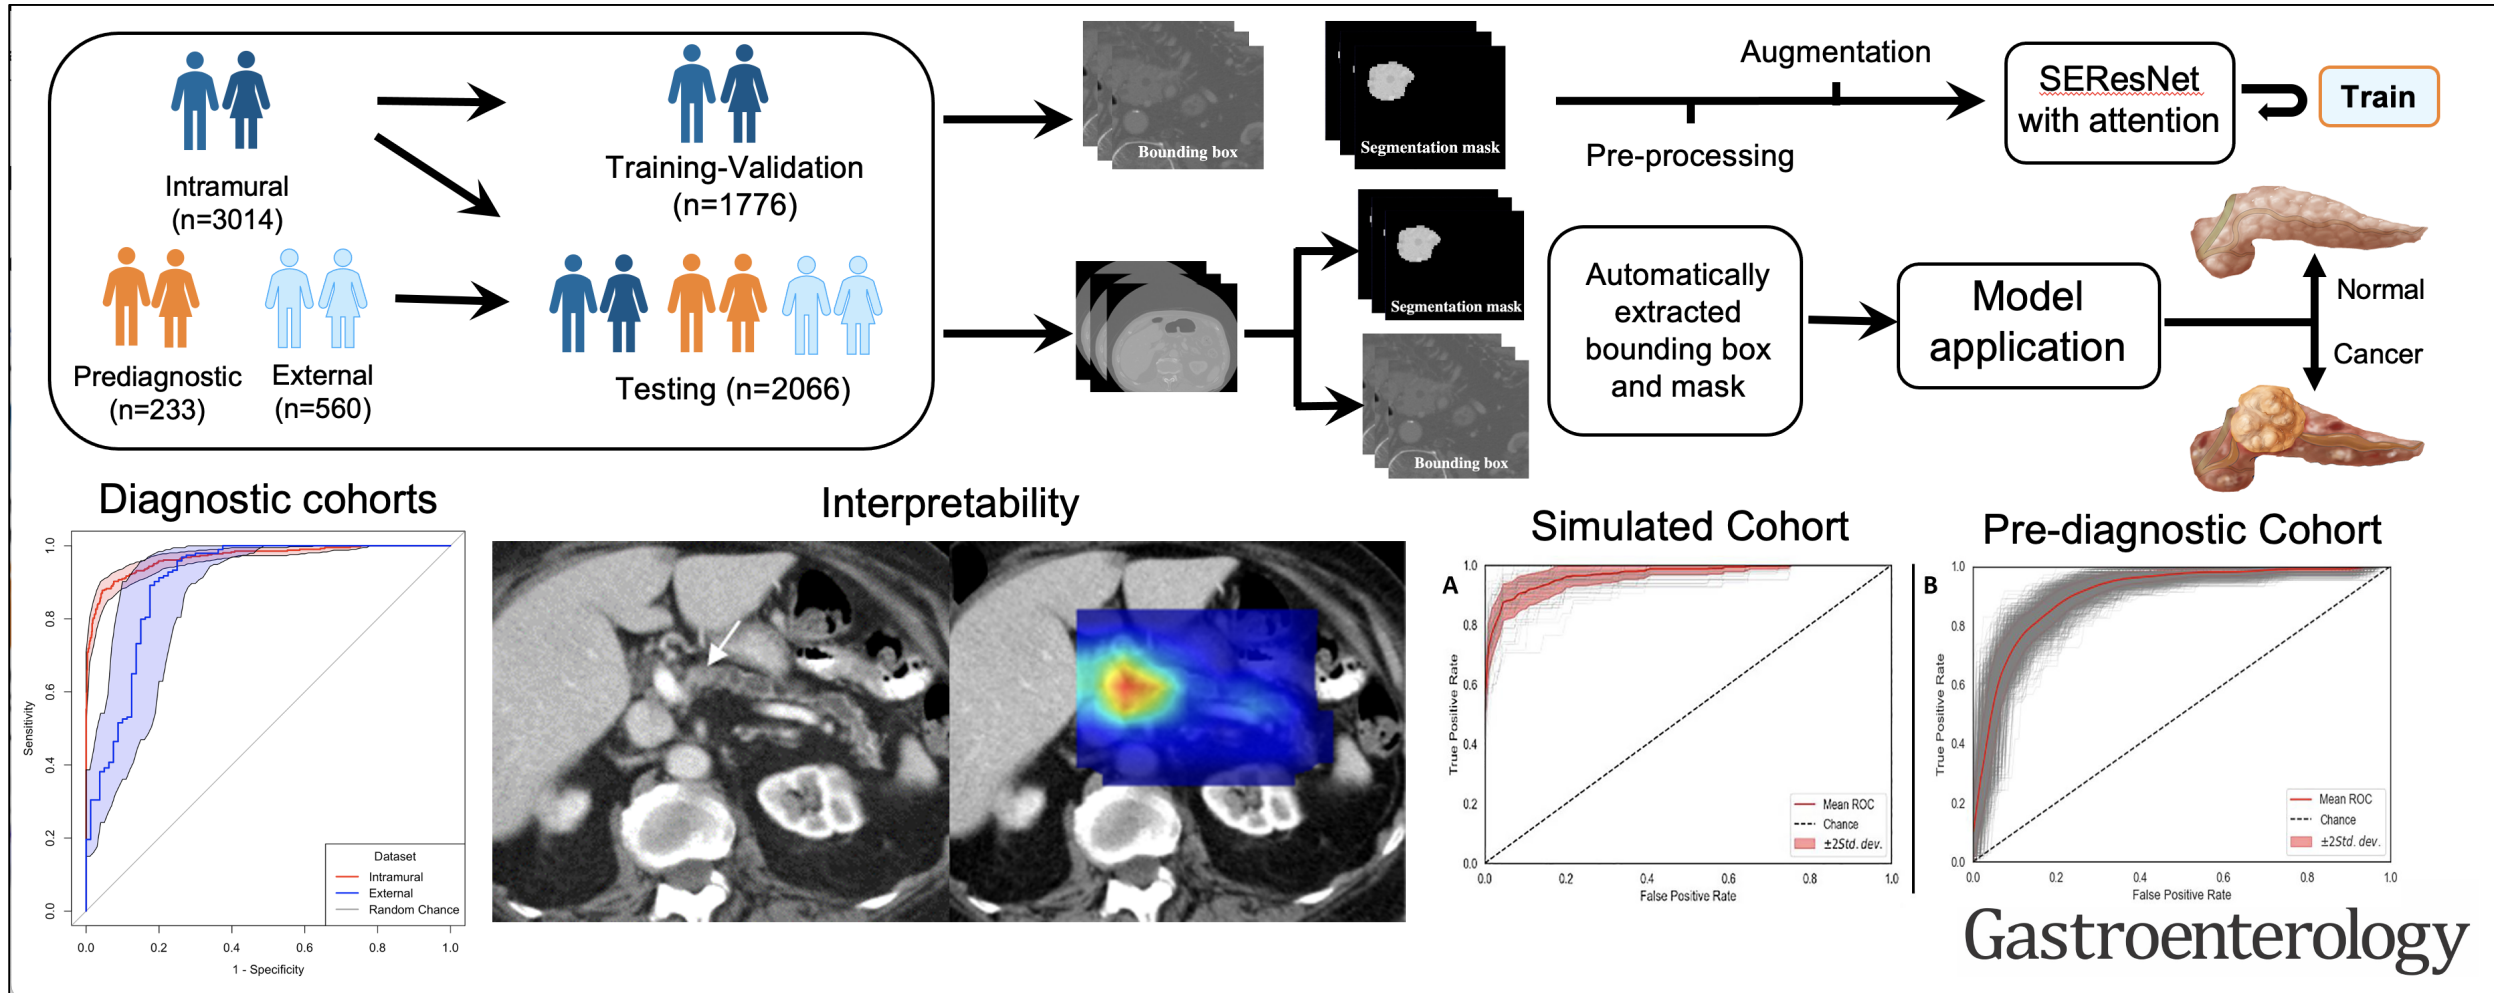 Intramural
(n=3014)
Training-Validation
(n=1776)
Prediagnostic
(n=233)
External
(n=560)
Testing (n=2066)
Bounding box
Segmentation mask
Pre-processing
Augmentation
SEResNet
with attention
Train
Segmentation mask
Bounding box
Automatically
extracted
bounding box
and mask
Model
application
Normal
Cancer
Diagnostic cohorts
Sensitivity
1.0
0.8
0.6
0.4
0.2
0.0
0.0 0.2 0.4 0.6 0.8 1.0
1 - Specificity
Dataset
Intramural
External
Random Chance
Interpretability
Simulated Cohort
A
True Positive Rate
1.0
0.8
0.6
0.4
0.2
0.0
0.0 0.2 0.4 0.6 0.8 1.0
False Positive Rate
Mean ROC
Chance
±2Std. dev.
Pre-diagnostic Cohort
B
True Positive Rate
1.0
0.8
0.6
0.4
0.2
0.0
0.0 0.2 0.4 0.6 0.8 1.0
False Positive Rate
Mean ROC
Chance
±2Std. dev.
Gastroenterology